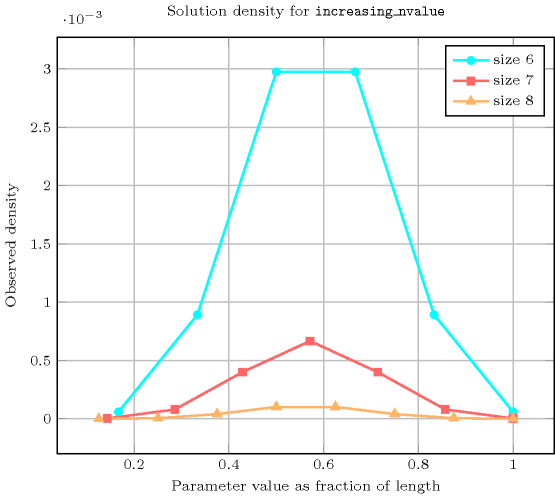 Solution density for increasing_nvalue
·10⁻³
size 6
size 7
size 8
3
2.5
2
1.5
1
0.5
0
Observed density
0.2 0.4 0.6 0.8 1
Parameter value as fraction of length